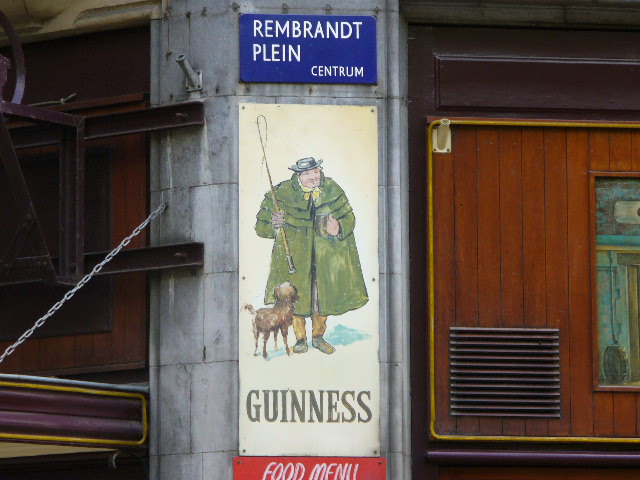 REMBRANDT
PLEIN
CENTRUM
GUINNESS
FOOD MENU